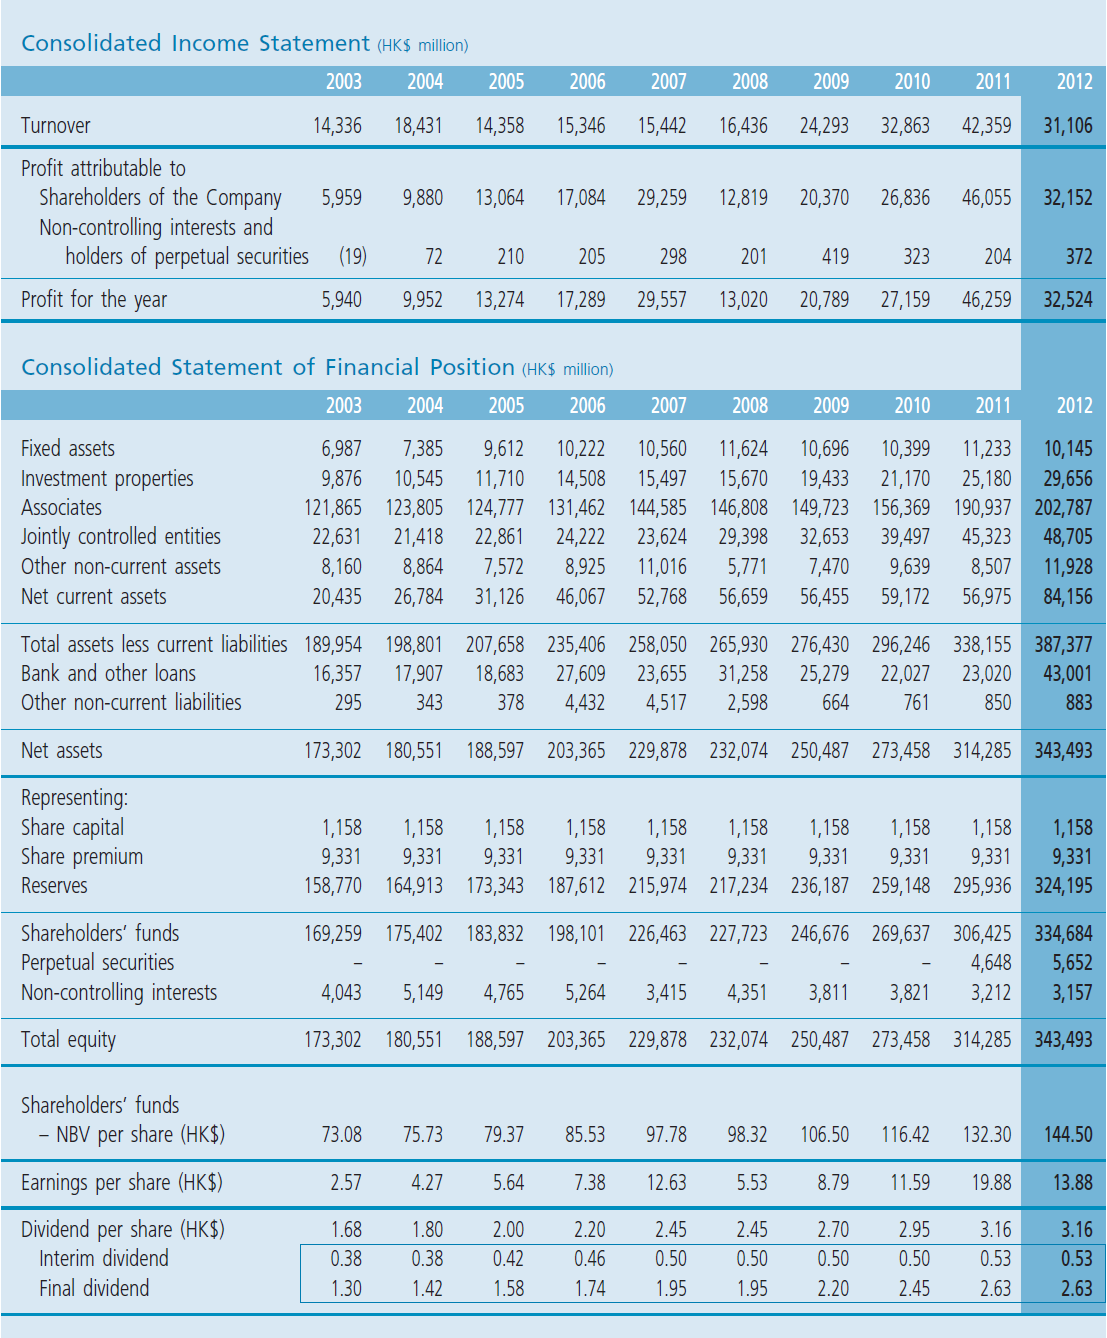 Consolidated Income Statement (HK$ million)
2003 2004 2005 2006 2007 2008 2009 2010 2011 2012
Turnover 14,336 18,431 14,358 15,346 15,442 16,436 24,293 32,863 42,359 31,106
Profit attributable to
Shareholders of the Company 5,959 9,880 13,064 17,084 29,259 12,819 20,370 26,836 46,055 32,152
Non-controlling interests and
holders of perpetual securities (19) 72 210 205 298 201 419 323 204 372
Profit for the year 5,940 9,952 13,274 17,289 29,557 13,020 20,789 27,159 46,259 32,524
Consolidated Statement of Financial Position (HK$ million)
2003 2004 2005 2006 2007 2008 2009 2010 2011 2012
Fixed assets 6,987 7,385 9,612 10,222 10,560 11,624 10,696 10,399 11,233 10,145
Investment properties 9,876 10,545 11,710 14,508 15,497 15,670 19,433 21,170 25,180 29,656
Associates 121,865 123,805 124,777 131,462 144,585 146,808 149,723 156,369 190,937 202,787
Jointly controlled entities 22,631 21,418 22,861 24,222 23,624 29,398 32,653 39,497 45,323 48,705
Other non-current assets 8,160 8,864 7,572 8,925 11,016 5,771 7,470 9,639 8,507 11,928
Net current assets 20,435 26,784 31,126 46,067 52,768 56,659 56,455 59,172 56,975 84,156
Total assets less current liabilities 189,954 198,801 207,658 235,406 258,050 265,930 276,430 296,246 338,155 387,377
Bank and other loans 16,357 17,907 18,683 27,609 23,655 31,258 25,279 22,027 23,020 43,001
Other non-current liabilities 295 343 378 4,432 4,517 2,598 664 761 850 883
Net assets 173,302 180,551 188,597 203,365 229,878 232,074 250,487 273,458 314,285 343,493
Representing:
Share capital 1,158 1,158 1,158 1,158 1,158 1,158 1,158 1,158 1,158 1,158
Share premium 9,331 9,331 9,331 9,331 9,331 9,331 9,331 9,331 9,331 9,331
Reserves 158,770 164,913 173,343 187,612 215,974 217,234 236,187 259,148 295,936 324,195
Shareholders’ funds 169,259 175,402 183,832 198,101 226,463 227,723 246,676 269,637 306,425 334,684
Perpetual securities – – – – – – – – 4,648 5,652
Non-controlling interests 4,043 5,149 4,765 5,264 3,415 4,351 3,811 3,821 3,212 3,157
Total equity 173,302 180,551 188,597 203,365 229,878 232,074 250,487 273,458 314,285 343,493
Shareholders’ funds
– NBV per share (HK$) 73.08 75.73 79.37 85.53 97.78 98.32 106.50 116.42 132.30 144.50
Earnings per share (HK$) 2.57 4.27 5.64 7.38 12.63 5.53 8.79 11.59 19.88 13.88
Dividend per share (HK$) 1.68 1.80 2.00 2.20 2.45 2.45 2.70 2.95 3.16 3.16
Interim dividend 0.38 0.38 0.42 0.46 0.50 0.50 0.50 0.50 0.53 0.53
Final dividend 1.30 1.42 1.58 1.74 1.95 1.95 2.20 2.45 2.63 2.63